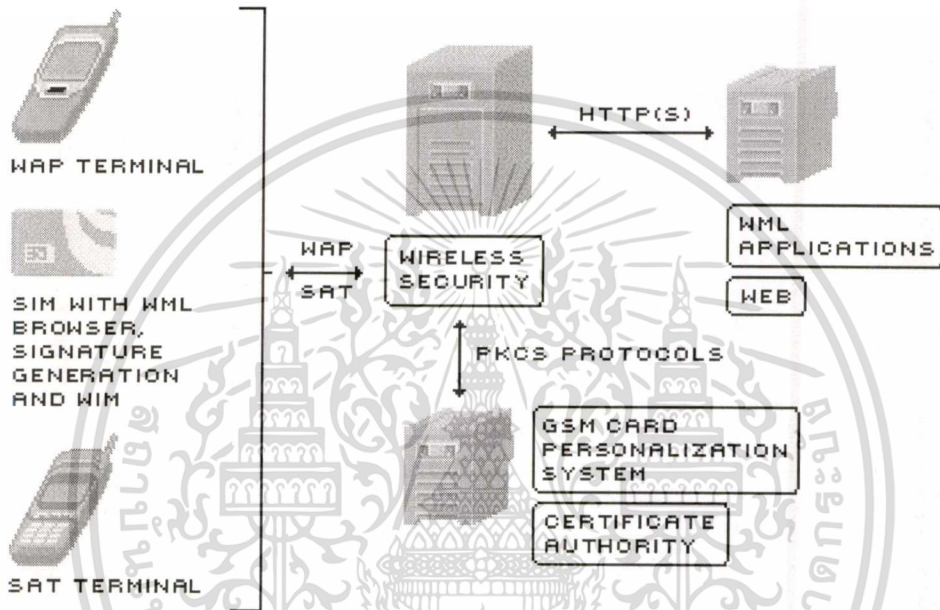 WAP TERMINAL
SIM WITH WML
BROWSER,
SIGNATURE
GENERATION
AND WIM
SAT TERMINAL
WAP
SAT
WIRELESS
SECURITY
HTTP(S)
WML
APPLICATIONS
WEB
PKCS PROTOCOLS
GSM CARD
PERSONALIZATION
SYSTEM
CERTIFICATE
AUTHORITY